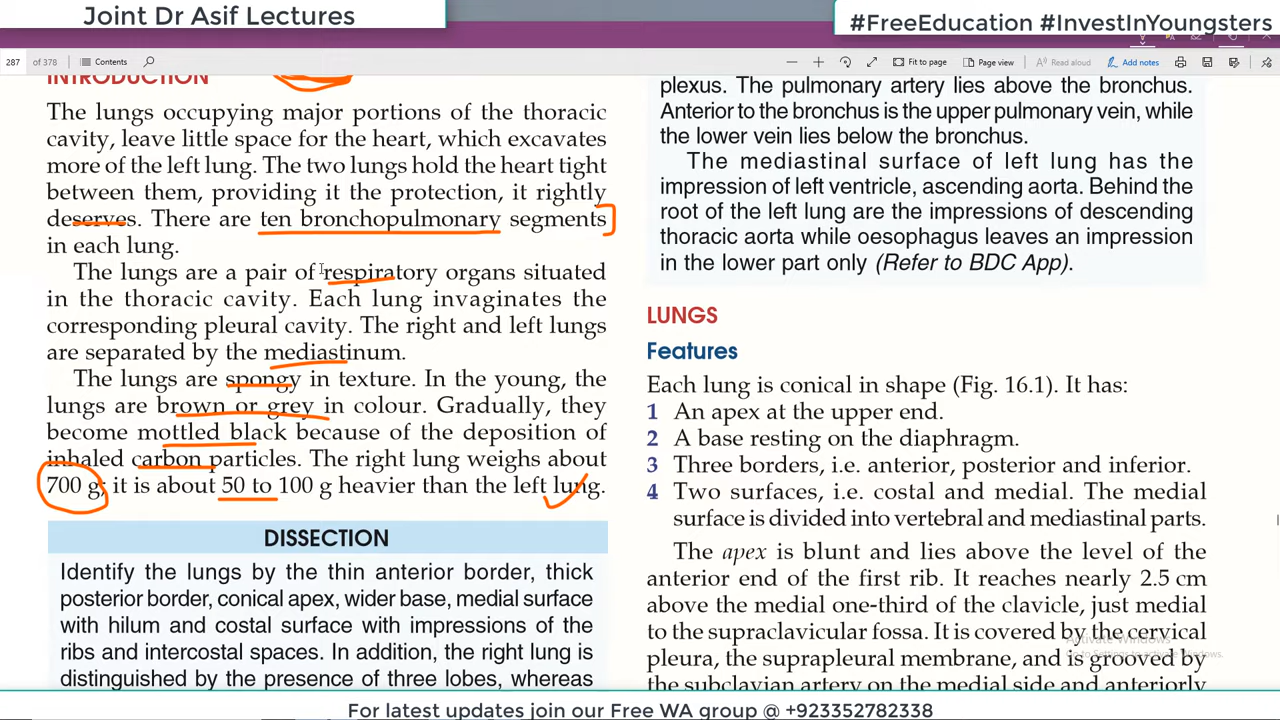 Joint Dr Asif Lectures
#FreeEducation #InvestInYoungsters
287 of 378
Contents
Fit to page
Page view
Read aloud
Add notes
INTRODUCTION
The lungs occupying major portions of the thoracic
cavity, leave little space for the heart, which excavates
more of the left lung. The two lungs hold the heart tight
between them, providing it the protection, it rightly
deserves. There are ten bronchopulmonary segments
in each lung.
The lungs are a pair of respiratory organs situated
in the thoracic cavity. Each lung invaginates the
corresponding pleural cavity. The right and left lungs
are separated by the mediastinum.
The lungs are spongy in texture. In the young, the
lungs are brown or grey in colour. Gradually, they
become mottled black because of the deposition of
inhaled carbon particles. The right lung weighs about
700 g; it is about 50 to 100 g heavier than the left lung.
DISSECTION
Identify the lungs by the thin anterior border, thick
posterior border, conical apex, wider base, medial surface
with hilum and costal surface with impressions of the
ribs and intercostal spaces. In addition, the right lung is
distinguished by the presence of three lobes, whereas
plexus. The pulmonary artery lies above the bronchus.
Anterior to the bronchus is the upper pulmonary vein, while
the lower vein lies below the bronchus.
The mediastinal surface of left lung has the
impression of left ventricle, ascending aorta. Behind the
root of the left lung are the impressions of descending
thoracic aorta while oesophagus leaves an impression
in the lower part only (Refer to BDC App).
LUNGS
Features
Each lung is conical in shape (Fig. 16.1). It has:
1 An apex at the upper end.
2 A base resting on the diaphragm.
3 Three borders, i.e. anterior, posterior and inferior.
4 Two surfaces, i.e. costal and medial. The medial
surface is divided into vertebral and mediastinal parts.
The apex is blunt and lies above the level of the
anterior end of the first rib. It reaches nearly 2.5 cm
above the medial one-third of the clavicle, just medial
to the supraclavicular fossa. It is covered by the cervical
pleura, the suprapleural membrane, and is grooved by
the subclavian artery on the medial side and anteriorly
Activate Windows
Go to Settings to activate Windows.
For latest updates join our Free WA group @ +923352782338